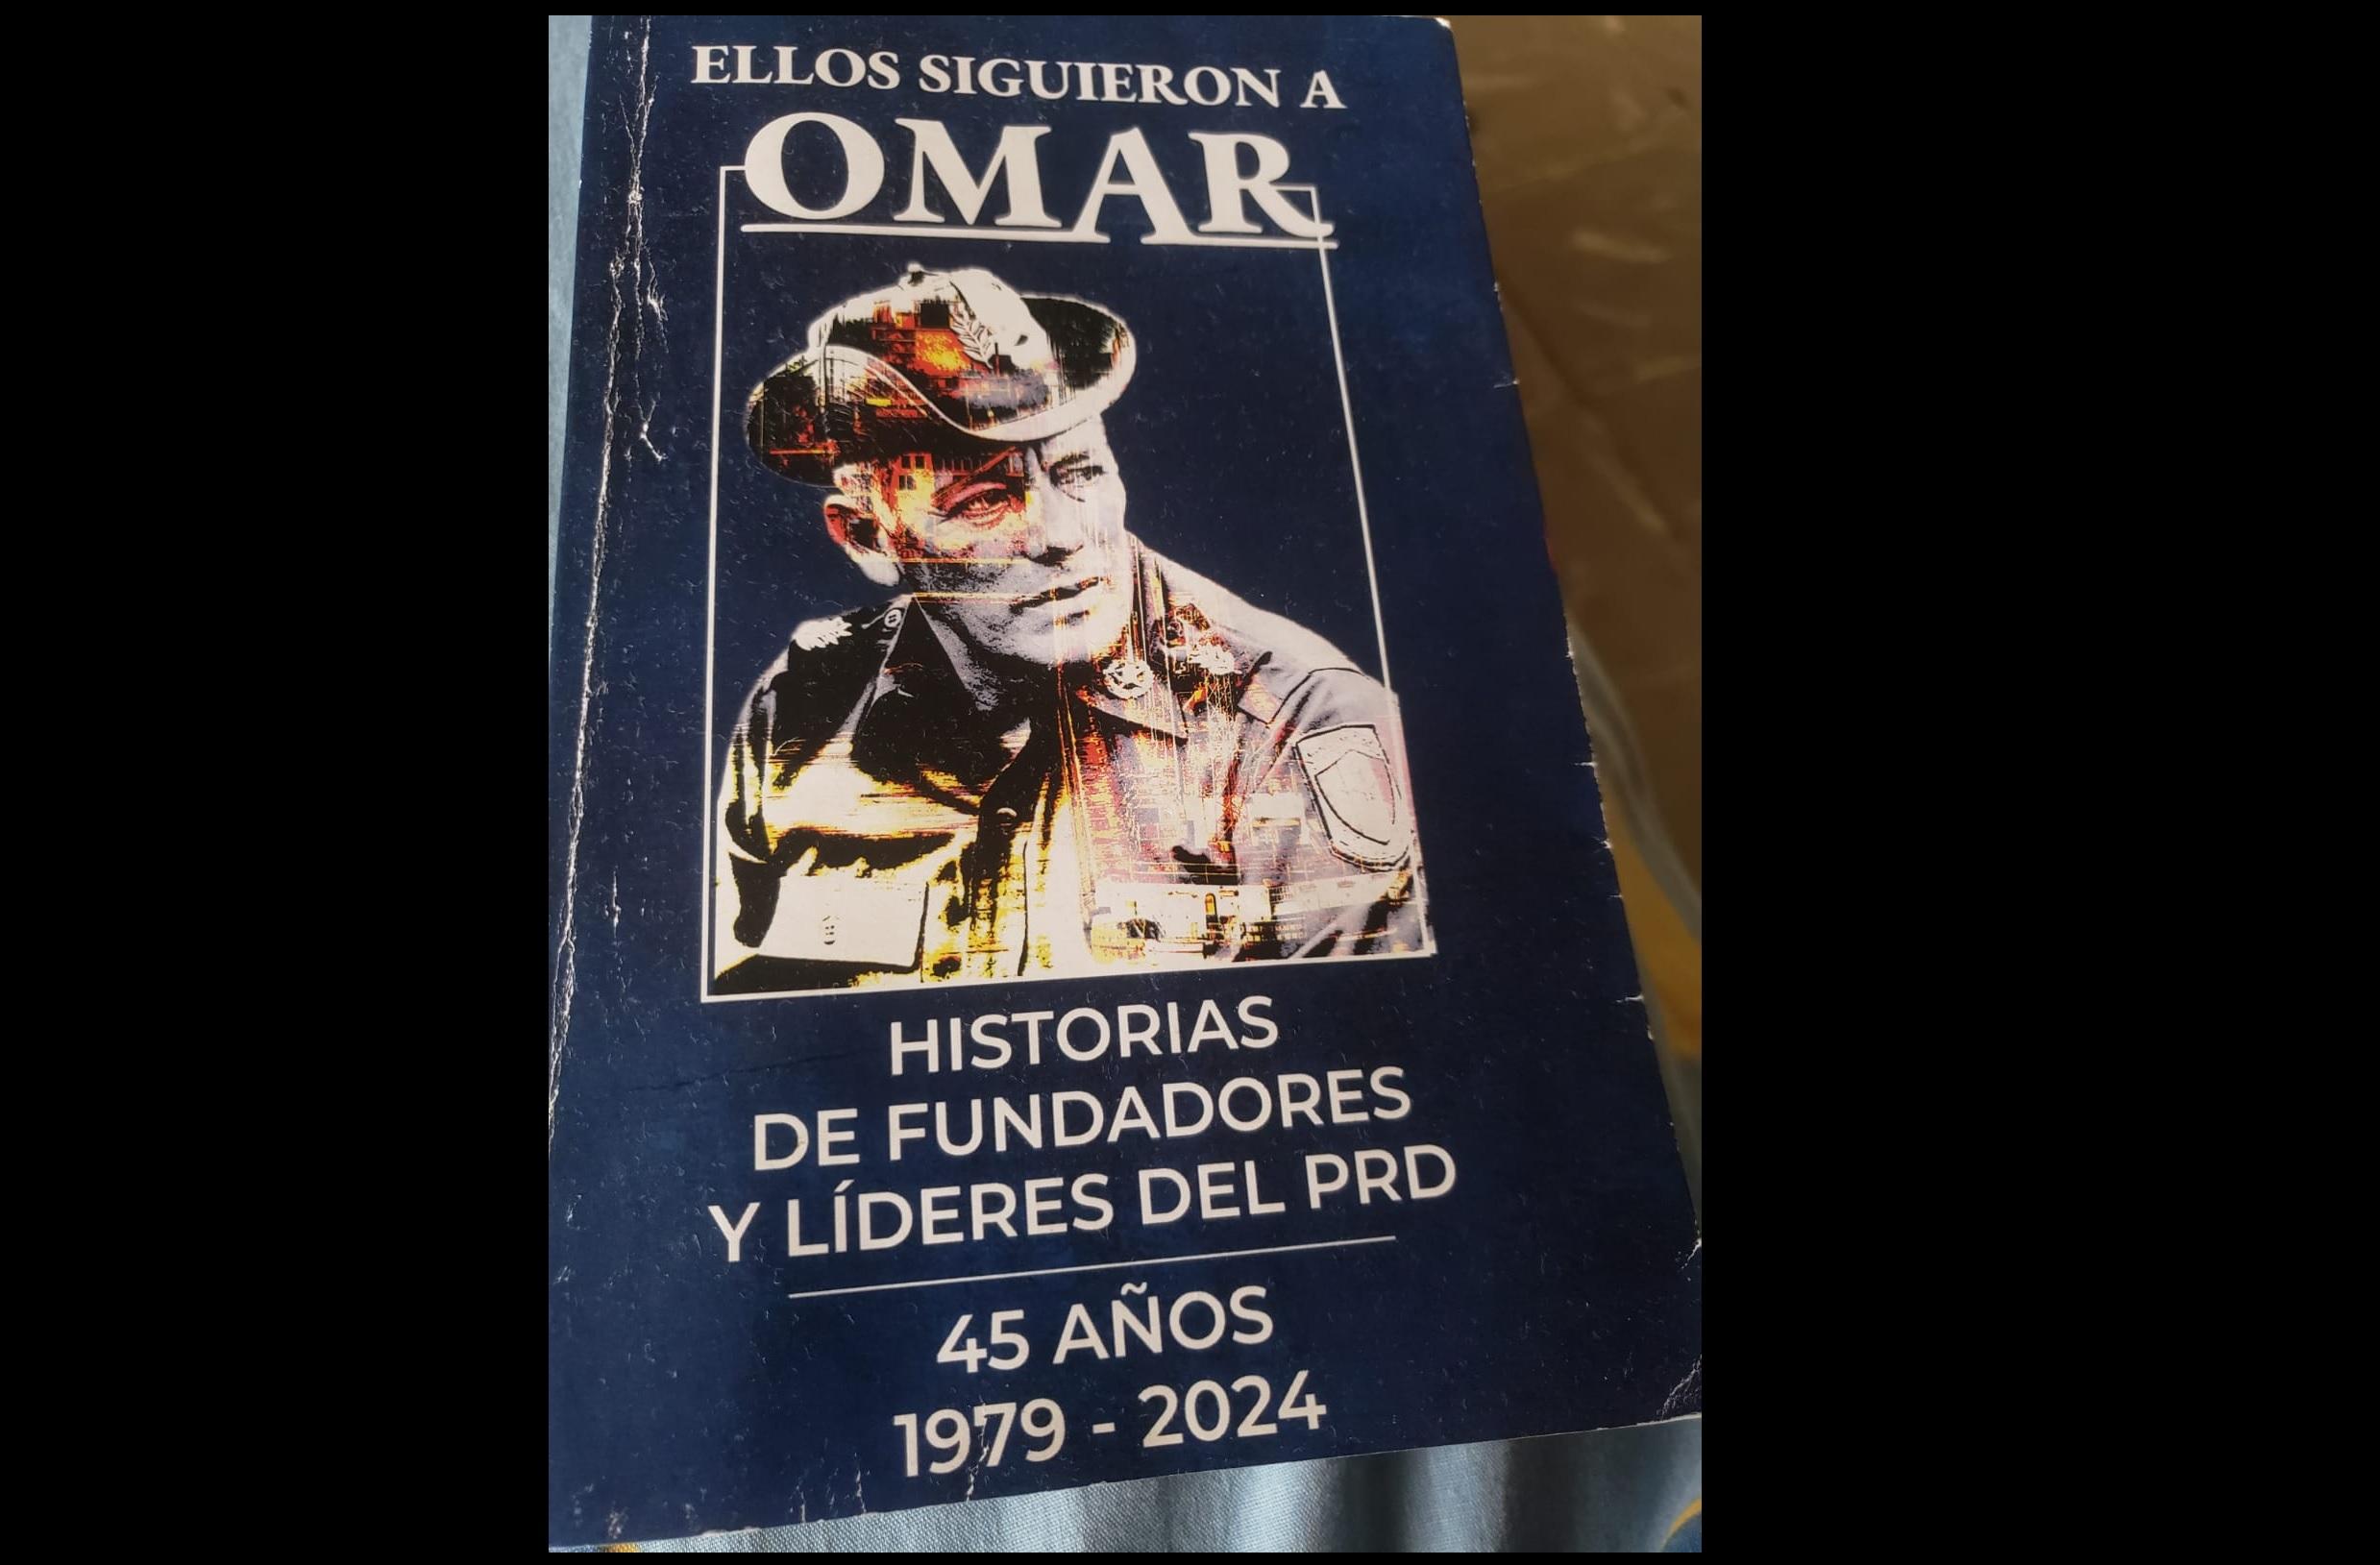 ELLOS SIGUIERON A
OMAR
HISTORIAS
DE FUNDADORES
Y LÍDERES DEL PRD
45 AÑOS
1979 - 2024